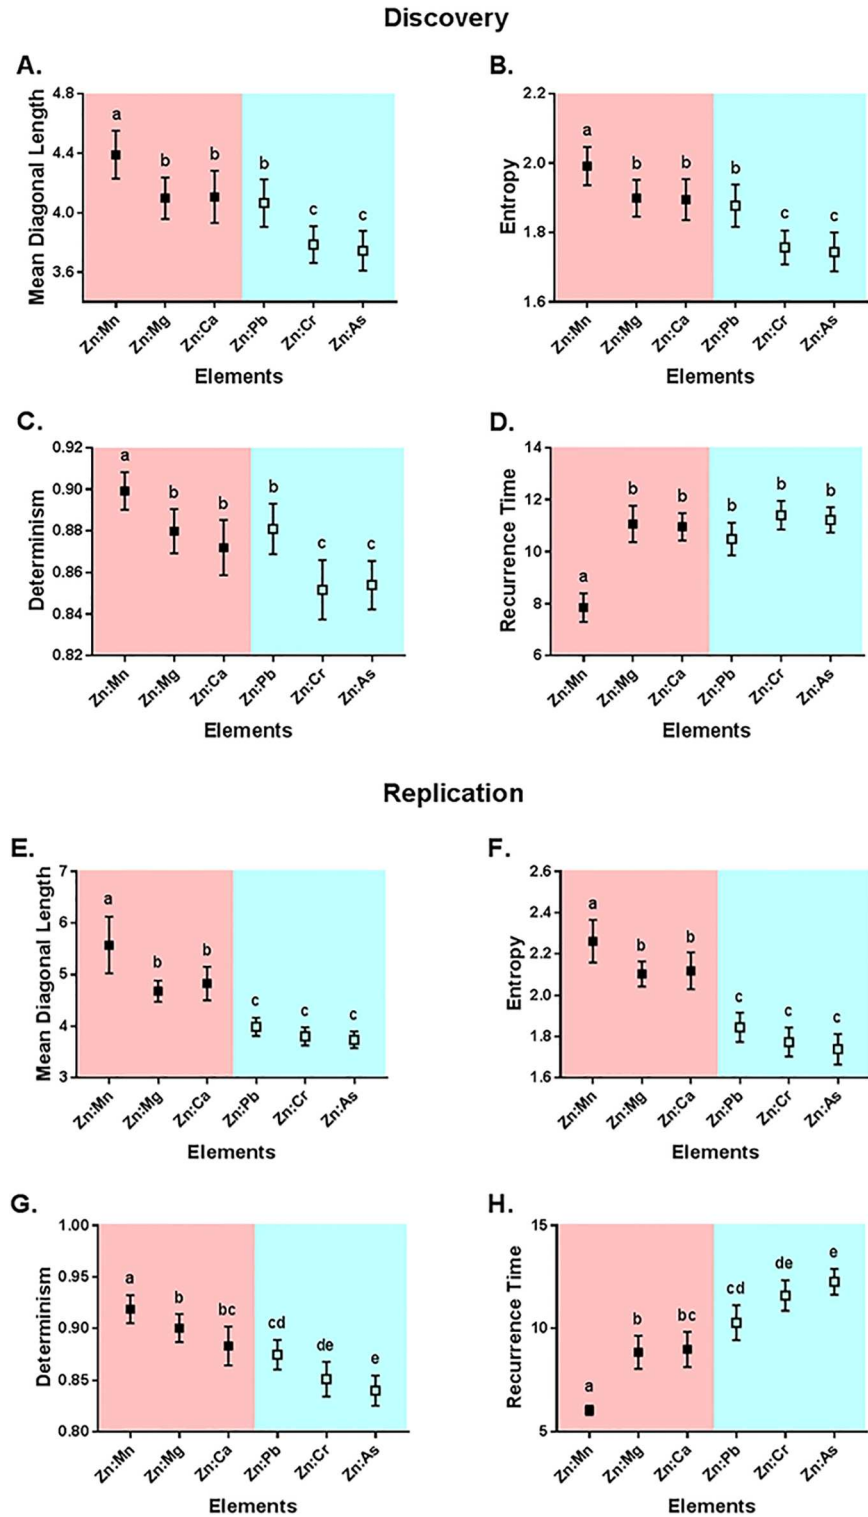 Discovery
A.
Mean Diagonal Length
4.8
4.4
4.0
3.6
a
b
b
b
c
c
Zn:Mn
Zn:Mg
Zn:Ca
Zn:Pb
Zn:Cr
Zn:As
Elements
B.
Entropy
2.2
2.0
1.8
1.6
a
b
b
b
c
c
Zn:Mn
Zn:Mg
Zn:Ca
Zn:Pb
Zn:Cr
Zn:As
Elements
C.
Determinism
0.92
0.90
0.88
0.86
0.84
0.82
a
b
b
b
c
c
Zn:Mn
Zn:Mg
Zn:Ca
Zn:Pb
Zn:Cr
Zn:As
Elements
D.
Recurrence Time
14
12
10
8
6
a
b
b
b
b
b
Zn:Mn
Zn:Mg
Zn:Ca
Zn:Pb
Zn:Cr
Zn:As
Elements
Replication
E.
Mean Diagonal Length
7
6
5
4
3
a
b
b
c
c
c
Zn:Mn
Zn:Mg
Zn:Ca
Zn:Pb
Zn:Cr
Zn:As
Elements
F.
Entropy
2.6
2.4
2.2
2.0
1.8
1.6
a
b
b
c
c
c
Zn:Mn
Zn:Mg
Zn:Ca
Zn:Pb
Zn:Cr
Zn:As
Elements
G.
Determinism
1.00
0.95
0.90
0.85
0.80
a
b
bc
cd
de
e
Zn:Mn
Zn:Mg
Zn:Ca
Zn:Pb
Zn:Cr
Zn:As
Elements
H.
Recurrence Time
15
10
5
a
b
bc
cd
de
e
Zn:Mn
Zn:Mg
Zn:Ca
Zn:Pb
Zn:Cr
Zn:As
Elements